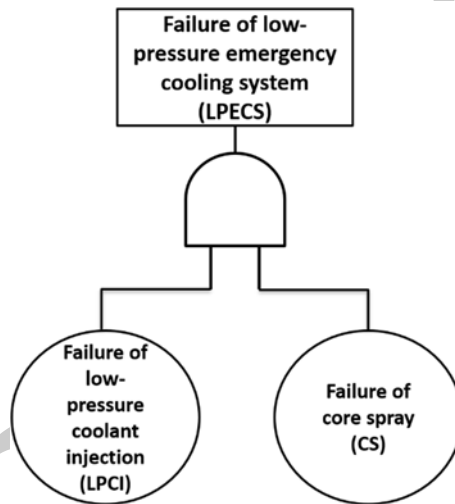 Failure of low-
pressure emergency
cooling system
(LPECS)
Failure of
low-
pressure
coolant
injection
(LPCI)
Failure of
core spray
(CS)